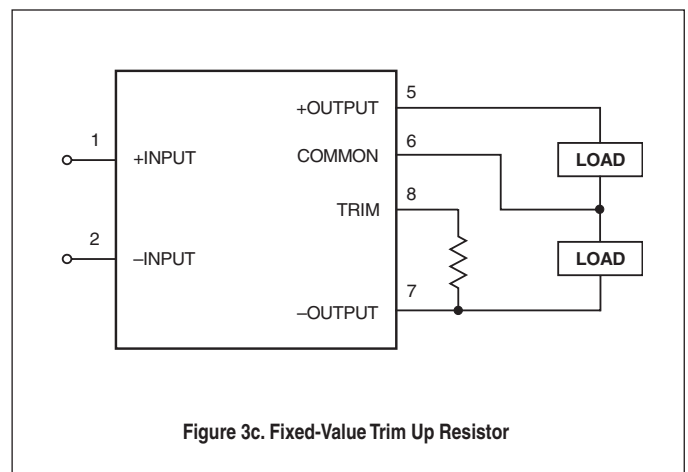 5
+OUTPUT
1
6
LOAD
+INPUT
COMMON
8
TRIM
2
LOAD
–INPUT
7
–OUTPUT
Figure 3c. Fixed-Value Trim Up Resistor